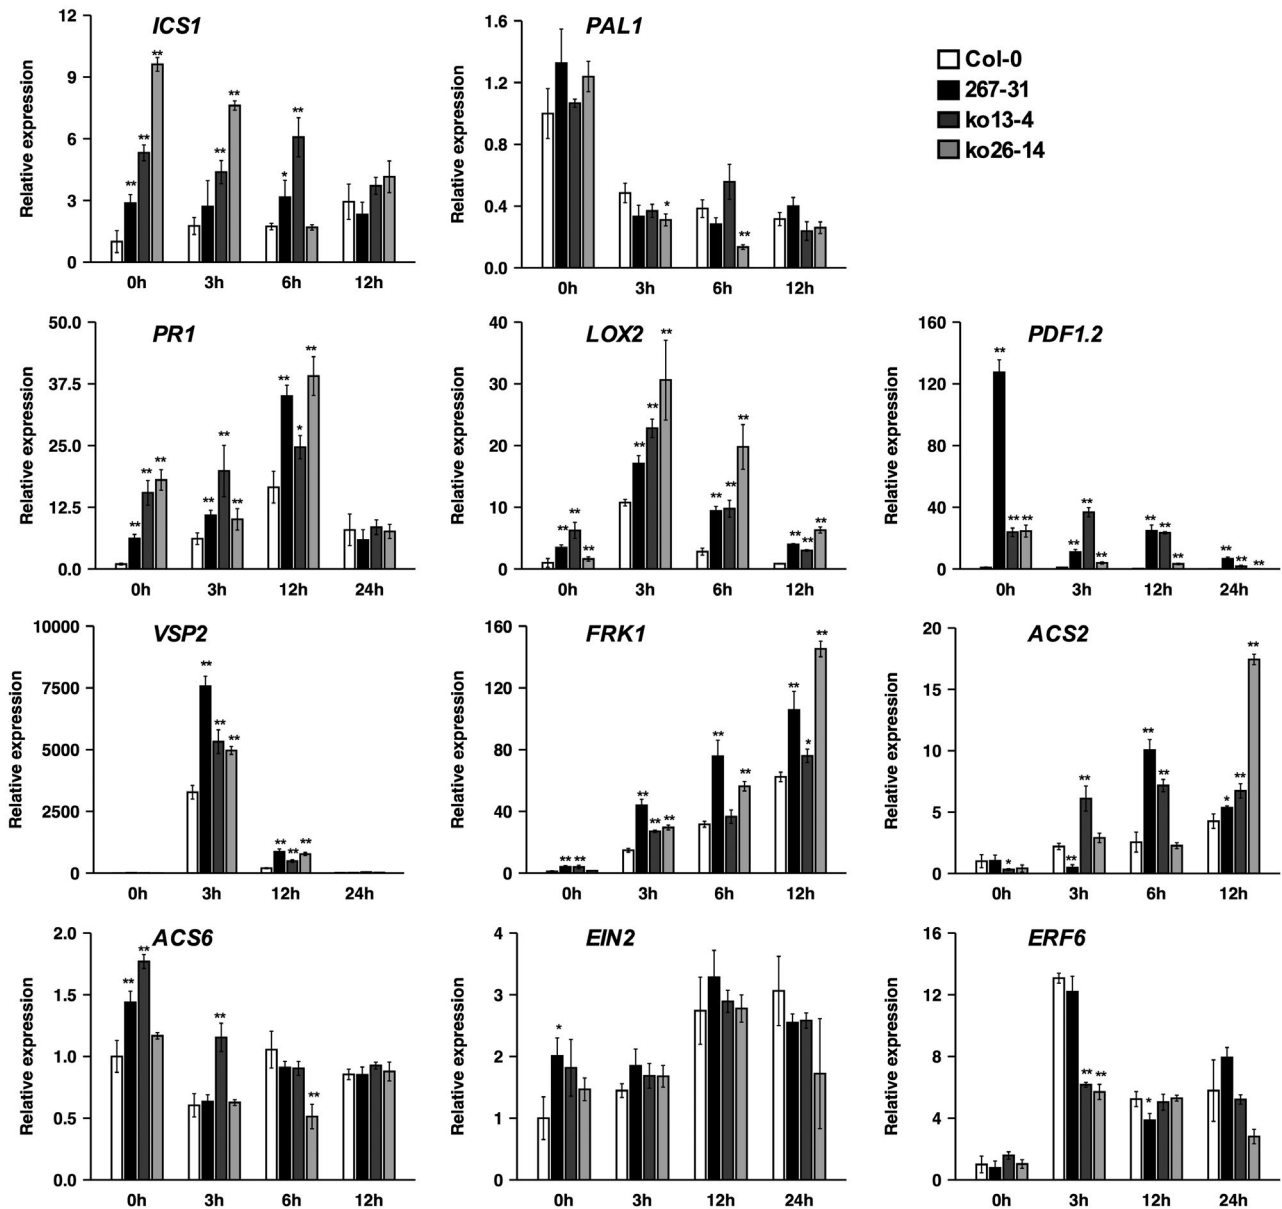 ICS1
Relative expression
12
9
6
3
0
** ** ** ** ** * **
0h 3h 6h 12h
PAL1
Relative expression
1.6
1.2
0.8
0.4
0.0
* **
0h 3h 6h 12h
Col-0
267-31
ko13-4
ko26-14
PR1
Relative expression
50.0
37.5
25.0
12.5
0.0
** ** ** ** ** ** ** * **
0h 3h 12h 24h
LOX2
Relative expression
40
30
20
10
0
** ** ** ** ** ** ** ** ** ** ** **
0h 3h 6h 12h
PDF1.2
Relative expression
160
120
80
40
0
** ** ** ** ** ** ** ** ** ** ** **
0h 3h 12h 24h
VSP2
Relative expression
10000
7500
5000
2500
0
** ** ** ** ** **
0h 3h 12h 24h
FRK1
Relative expression
160
120
80
40
0
** ** ** ** ** ** ** ** * **
0h 3h 6h 12h
ACS2
Relative expression
20
15
10
5
0
* ** ** ** ** * ** **
0h 3h 6h 12h
ACS6
Relative expression
2.0
1.5
1.0
0.5
0.0
** ** ** **
0h 3h 6h 12h
EIN2
Relative expression
4
3
2
1
0
*
0h 3h 12h 24h
ERF6
Relative expression
16
12
8
4
0
** ** *
0h 3h 12h 24h